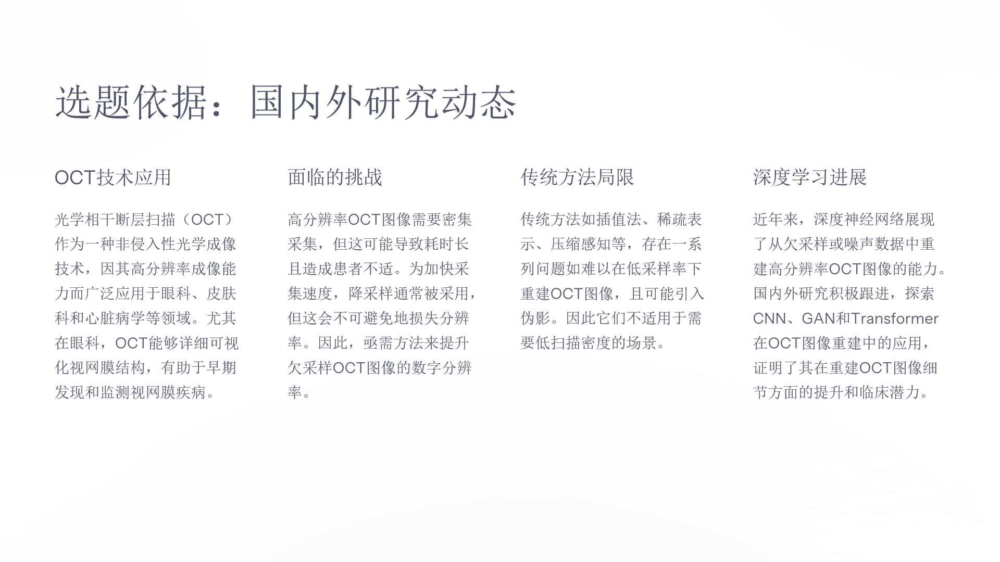 选题依据：国内外研究动态
OCT技术应用
光学相干断层扫描（OCT）
作为一种非侵入性光学成像
技术，因其高分辨率成像能
力而广泛应用于眼科、皮肤
科和心脏病学等领域。尤其
在眼科，OCT能够详细可视
化视网膜结构，有助于早期
发现和监测视网膜疾病。
面临的挑战
高分辨率OCT图像需要密集
采集，但这可能导致耗时长
且造成患者不适。为加快采
集速度，降采样通常被采用，
但这会不可避免地损失分辨
率。因此，亟需方法来提升
欠采样OCT图像的数字分辨
率。
传统方法局限
传统方法如插值法、稀疏表
示、压缩感知等，存在一系
列问题如难以在低采样率下
重建OCT图像，且可能引入
伪影。因此它们不适用于需
要低扫描密度的场景。
深度学习进展
近年来，深度神经网络展现
了从欠采样或噪声数据中重
建高分辨率OCT图像的能力。
国内外研究积极跟进，探索
CNN、GAN和Transformer
在OCT图像重建中的应用，
证明了其在重建OCT图像细
节方面的提升和临床潜力。